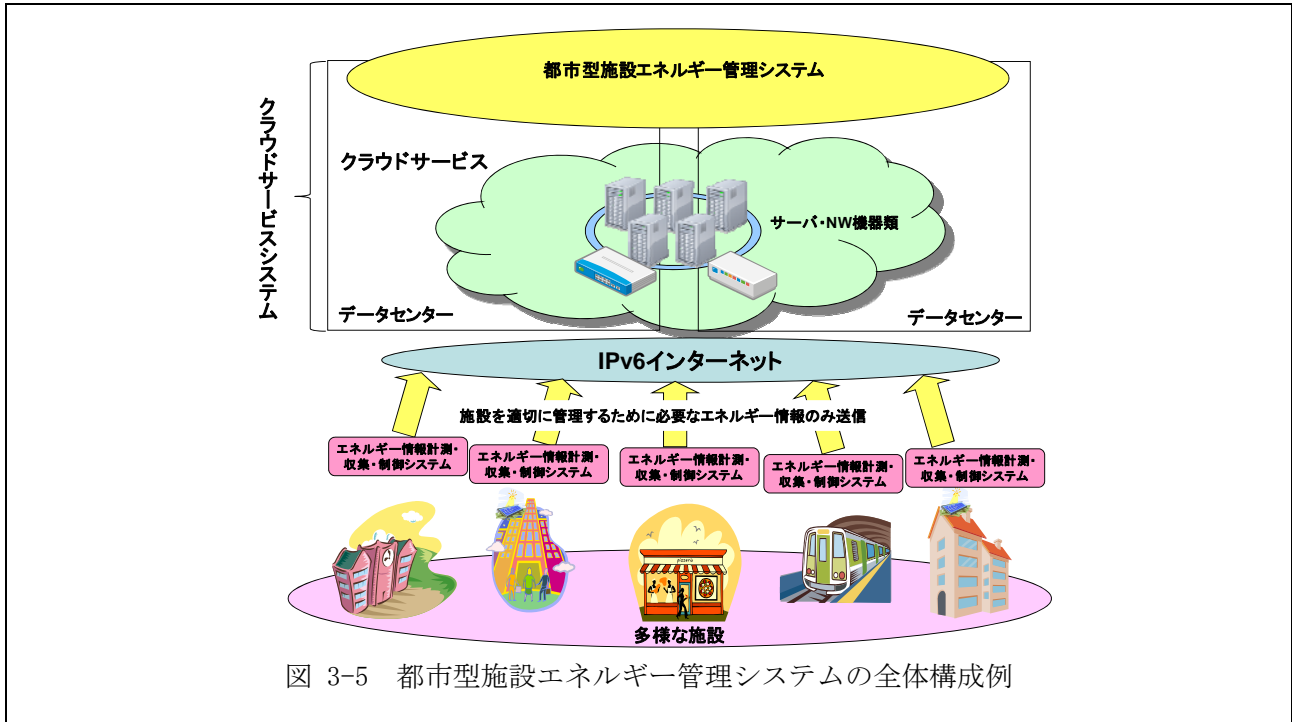 都市型施設エネルギー管理システム
クラウドサービスシステム
クラウドサービス
サーバ・NW機器類
データセンター
データセンター
IPv6インターネット
施設を適切に管理するために必要なエネルギー情報のみ送信
エネルギー情報計測・
収集・制御システム
エネルギー情報計測・
収集・制御システム
エネルギー情報計測・
収集・制御システム
エネルギー情報計測・
収集・制御システム
エネルギー情報計測・
収集・制御システム
pizzeria
多様な施設
図 3-5 都市型施設エネルギー管理システムの全体構成例